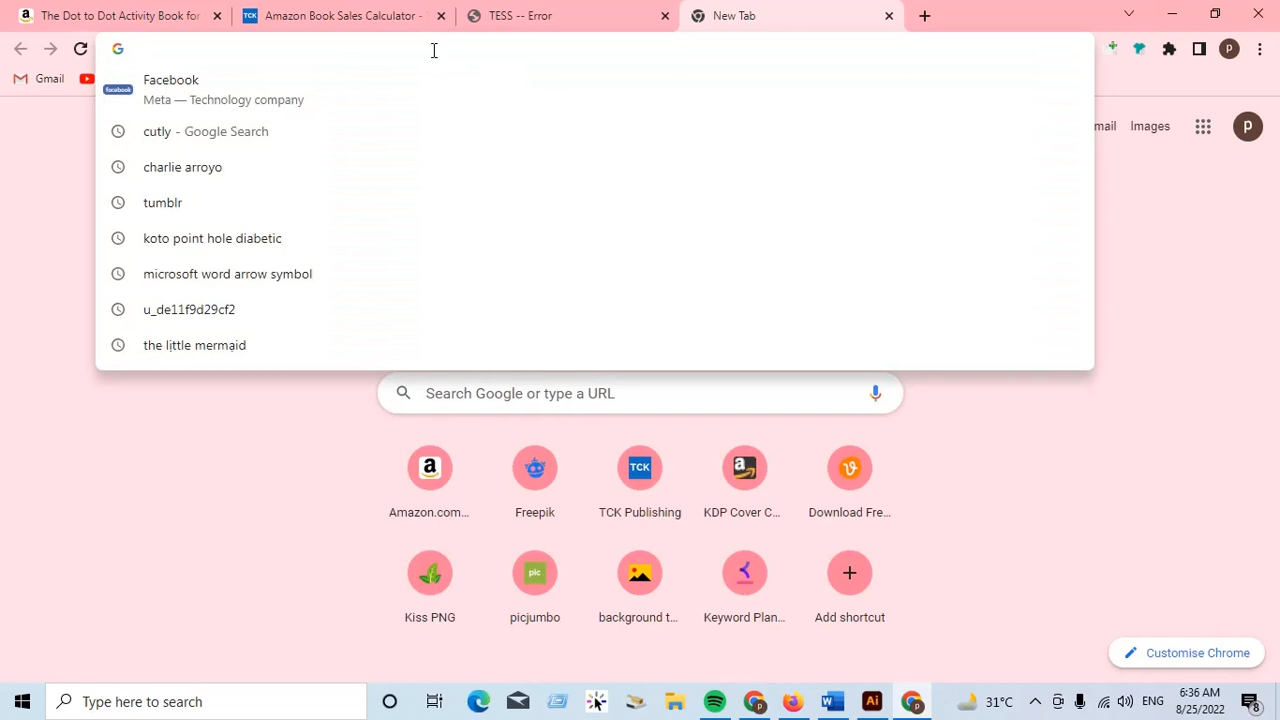 The Dot to Dot Activity Book for
Amazon Book Sales Calculator -
TESS -- Error
New Tab
Gmail
Facebook
Meta — Technology company
cutly - Google Search
charlie arroyo
tumblr
koto point hole diabetic
microsoft word arrow symbol
u_de11f9d29cf2
the little mermaid
mail
Images
p
p
Search Google or type a URL
Amazon.com...
Freepik
TCK
TCK Publishing
KDP Cover C...
Download Fre...
Kiss PNG
pic
picjumbo
background t...
Keyword Plan...
Add shortcut
Customise Chrome
Type here to search
31°C
ENG
6:36 AM
8/25/2022
8